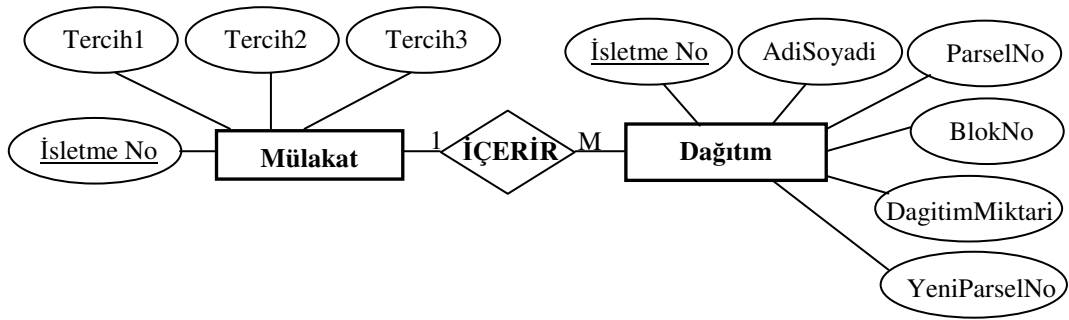 Tercih1
Tercih2
Tercih3
İsletme No
Mülakat
1
İÇERİR
M
Dağıtım
İsletme No
AdiSoyadi
ParselNo
BlokNo
DagitimMiktari
YeniParselNo